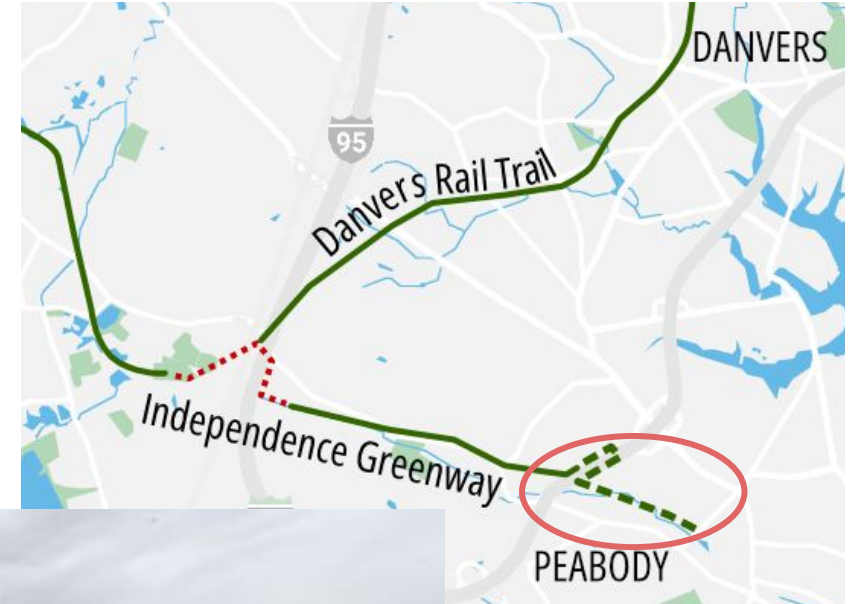 DANVERS
95
Danvers Rail Trail
Independence Greenway
PEABODY